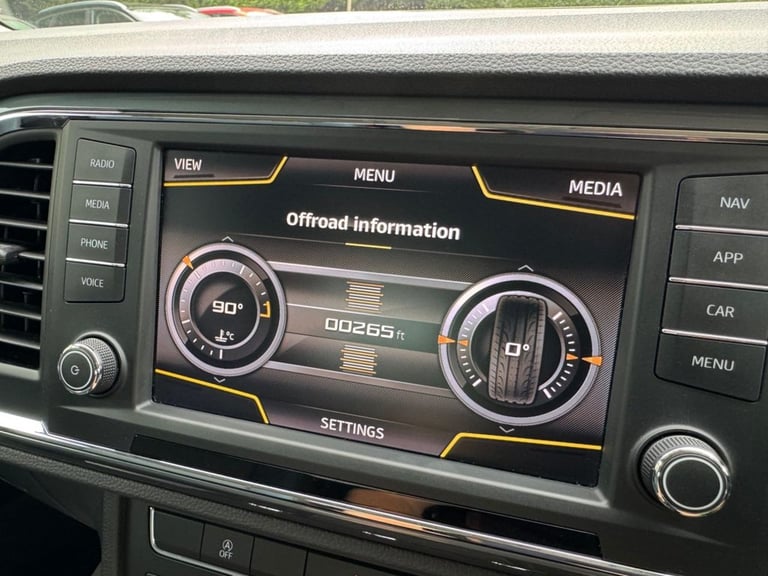 RADIO
MEDIA
PHONE
VOICE
VIEW
MENU
MEDIA
Offroad information
90°
°C
00265 ft
0°
SETTINGS
NAV
APP
CAR
MENU
A
OFF